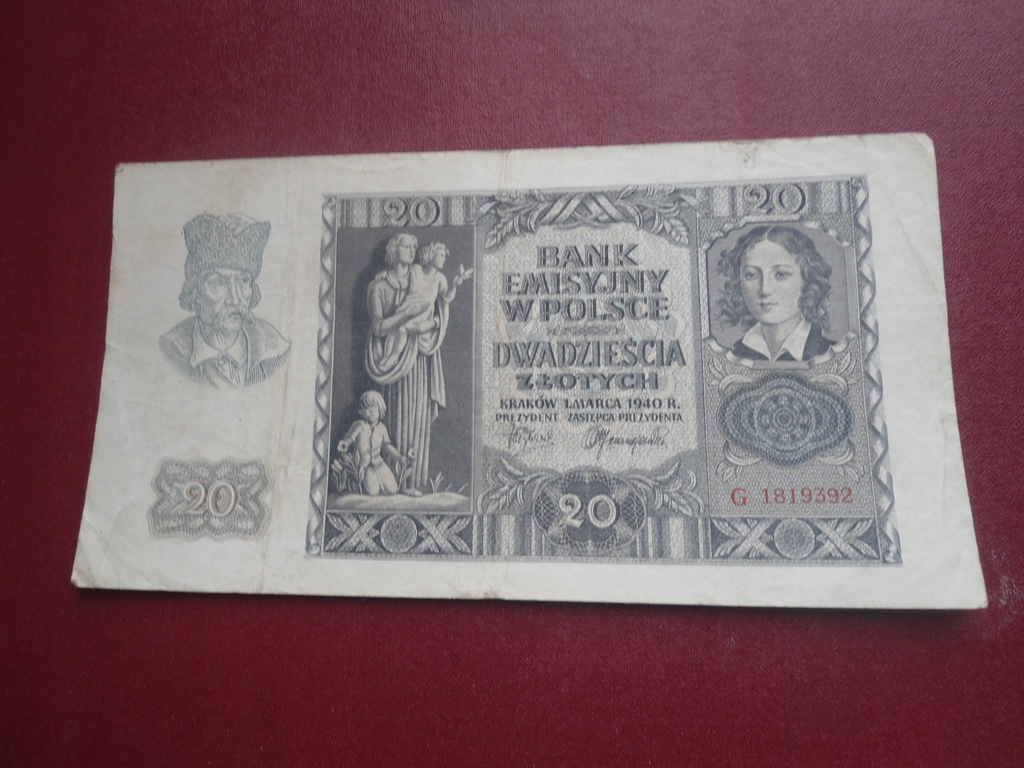 20
20
BANK
EMISYJNY
W POLSCE
DWADZIEŚCIA
ZŁOTYCH
KRAKÓW 1.MARCA 1940 R.
PREZYDENT ZASTĘPCA PREZYDENTA
G 1819392
20
20